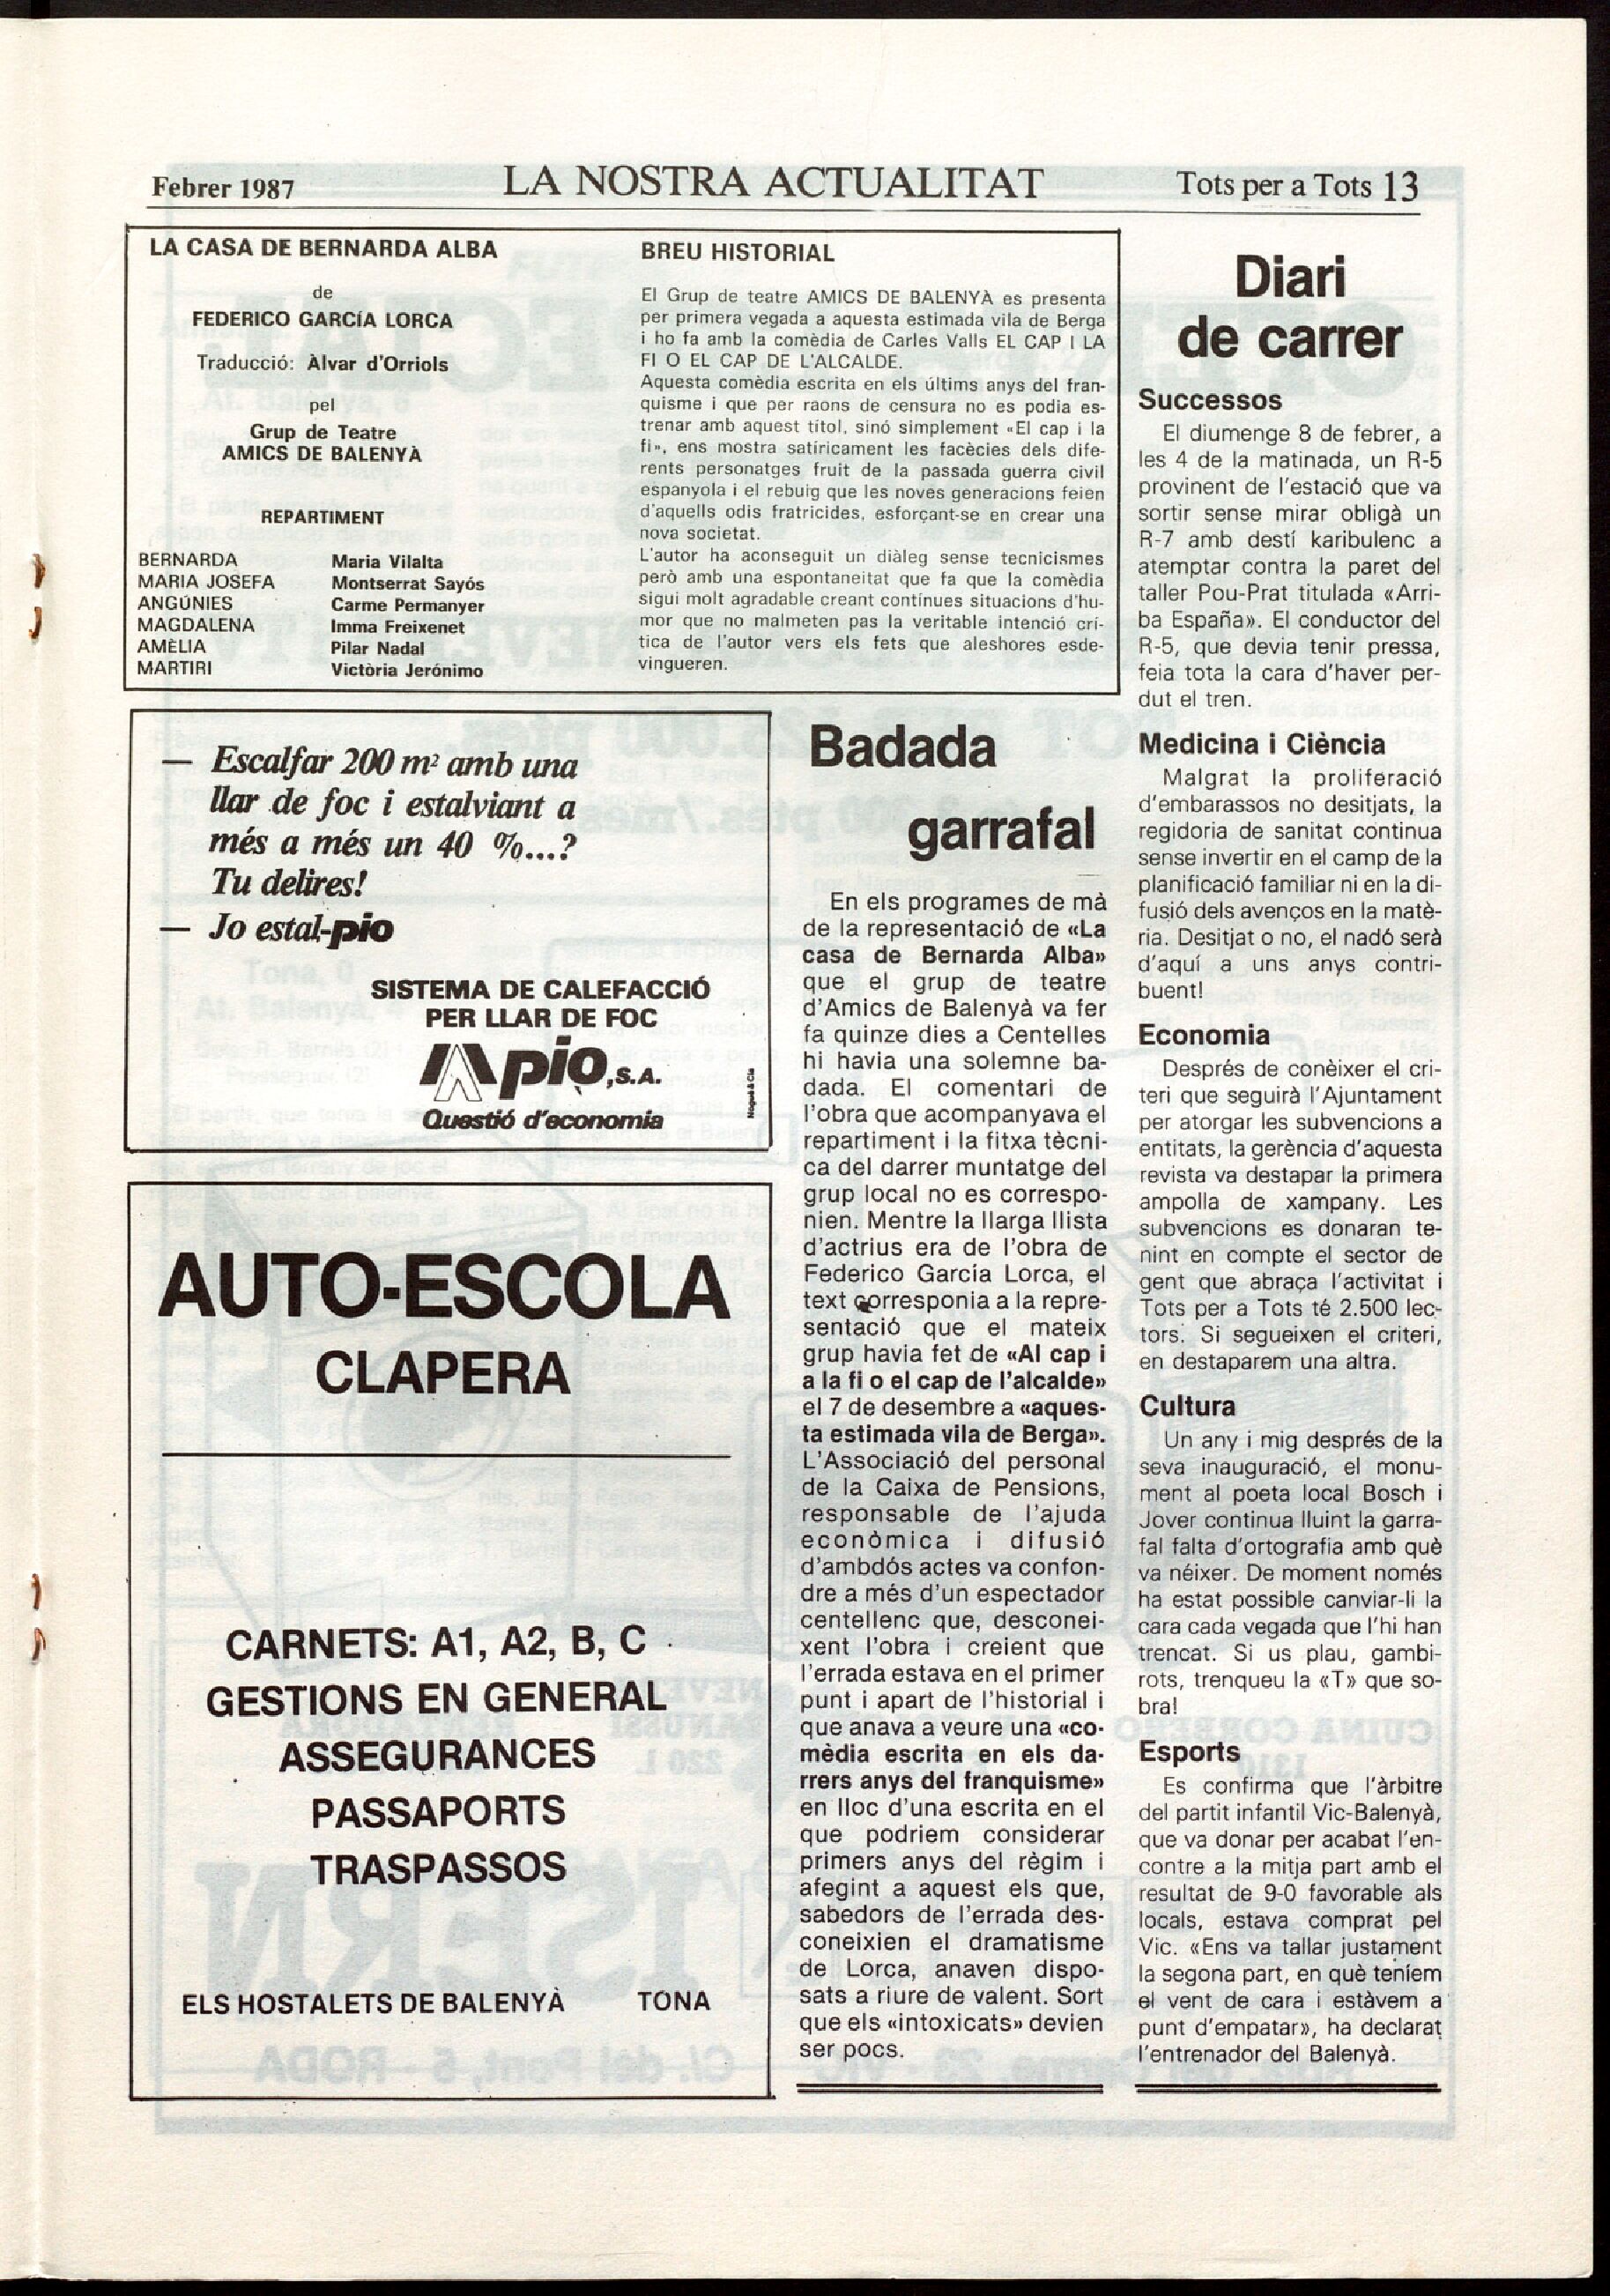 Febrer 1987
LA NOSTRA ACTUALITAT
Tots per a Tots 13
LA CASA DE BERNARDA ALBA
de
FEDERICO GARCÍA LORCA
Traducció: Àlvar d'Orriols
pel
Grup de Teatre
AMICS DE BALENYÀ
REPARTIMENT
BERNARDA Maria Vilalta
MARIA JOSEFA Montserrat Sayós
ANGÚNIES Carme Permanyer
MAGDALENA Imma Freixenet
AMÈLIA Pilar Nadal
MARTIRI Victòria Jerónimo
BREU HISTORIAL
El Grup de teatre AMICS DE BALENYÀ es presenta
per primera vegada a aquesta estimada vila de Berga
i ho fa amb la comèdia de Carles Valls EL CAP I LA
FI O EL CAP DE L'ALCALDE.
Aquesta comèdia escrita en els últims anys del fran-
quisme i que per raons de censura no es podia es-
trenar amb aquest títol, sinó simplement «El cap i la
fi», ens mostra satíricament les facècies dels dife-
rents personatges fruit de la passada guerra civil
espanyola i el rebuig que les noves generacions feien
d'aquells odis fratricides, esforçant-se en crear una
nova societat.
L'autor ha aconseguit un diàleg sense tecnicismes
però amb una espontaneitat que fa que la comèdia
sigui molt agradable creant contínues situacions d'hu-
mor que no malmeten pas la veritable intenció crí-
tica de l'autor vers els fets que aleshores esde-
vingueren.
— Escalfar 200 m² amb una
llar de foc i estalviant a
més a més un 40 %...?
Tu delires!
— Jo estal-pio
SISTEMA DE CALEFACCIÓ
PER LLAR DE FOC
pio, S.A.
Questió d'economia
Nogué & Cia
AUTO-ESCOLA
CLAPERA
CARNETS: A1, A2, B, C
GESTIONS EN GENERAL
ASSEGURANCES
PASSAPORTS
TRASPASSOS
ELS HOSTALETS DE BALENYÀ TONA
Badada
garrafal
En els programes de mà
de la representació de «La
casa de Bernarda Alba»
que el grup de teatre
d'Amics de Balenyà va fer
fa quinze dies a Centelles
hi havia una solemne ba-
dada. El comentari de
l'obra que acompanyava el
repartiment i la fitxa tècni-
ca del darrer muntatge del
grup local no es correspo-
nien. Mentre la llarga llista
d'actrius era de l'obra de
Federico García Lorca, el
text corresponia a la repre-
sentació que el mateix
grup havia fet de «Al cap i
a la fi o el cap de l'alcalde»
el 7 de desembre a «aques-
ta estimada vila de Berga».
L'Associació del personal
de la Caixa de Pensions,
responsable de l'ajuda
econòmica i difusió
d'ambdós actes va confon-
dre a més d'un espectador
centellenc que, desconei-
xent l'obra i creient que
l'errada estava en el primer
punt i apart de l'historial i
que anava a veure una «co-
mèdia escrita en els da-
rrers anys del franquisme»
en lloc d'una escrita en el
que podriem considerar
primers anys del règim i
afegint a aquest els que,
sabedors de l'errada des-
coneixien el dramatisme
de Lorca, anaven dispo-
sats a riure de valent. Sort
que els «intoxicats» devien
ser pocs.
Diari
de carrer
Successos
El diumenge 8 de febrer, a
les 4 de la matinada, un R-5
provinent de l'estació que va
sortir sense mirar obligà un
R-7 amb destí karibulenc a
atemptar contra la paret del
taller Pou-Prat titulada «Arri-
ba España». El conductor del
R-5, que devia tenir pressa,
feia tota la cara d'haver per-
dut el tren.
Medicina i Ciència
Malgrat la proliferació
d'embarassos no desitjats, la
regidoria de sanitat continua
sense invertir en el camp de la
planificació familiar ni en la di-
fusió dels avenços en la matè-
ria. Desitjat o no, el nadó serà
d'aquí a uns anys contri-
buent!
Economia
Després de conèixer el cri-
teri que seguirà l'Ajuntament
per atorgar les subvencions a
entitats, la gerència d'aquesta
revista va destapar la primera
ampolla de xampany. Les
subvencions es donaran te-
nint en compte el sector de
gent que abraça l'activitat i
Tots per a Tots té 2.500 lec-
tors. Si segueixen el criteri,
en destaparem una altra.
Cultura
Un any i mig després de la
seva inauguració, el monu-
ment al poeta local Bosch i
Jover continua lluint la garra-
fal falta d'ortografia amb què
va néixer. De moment només
ha estat possible canviar-li la
cara cada vegada que l'hi han
trencat. Si us plau, gambi-
rots, trenqueu la «T» que so-
bra!
Esports
Es confirma que l'àrbitre
del partit infantil Vic-Balenyà,
que va donar per acabat l'en-
contre a la mitja part amb el
resultat de 9-0 favorable als
locals, estava comprat pel
Vic. «Ens va tallar justament
la segona part, en què teníem
el vent de cara i estàvem a
punt d'empatar», ha declarat
l'entrenador del Balenyà.